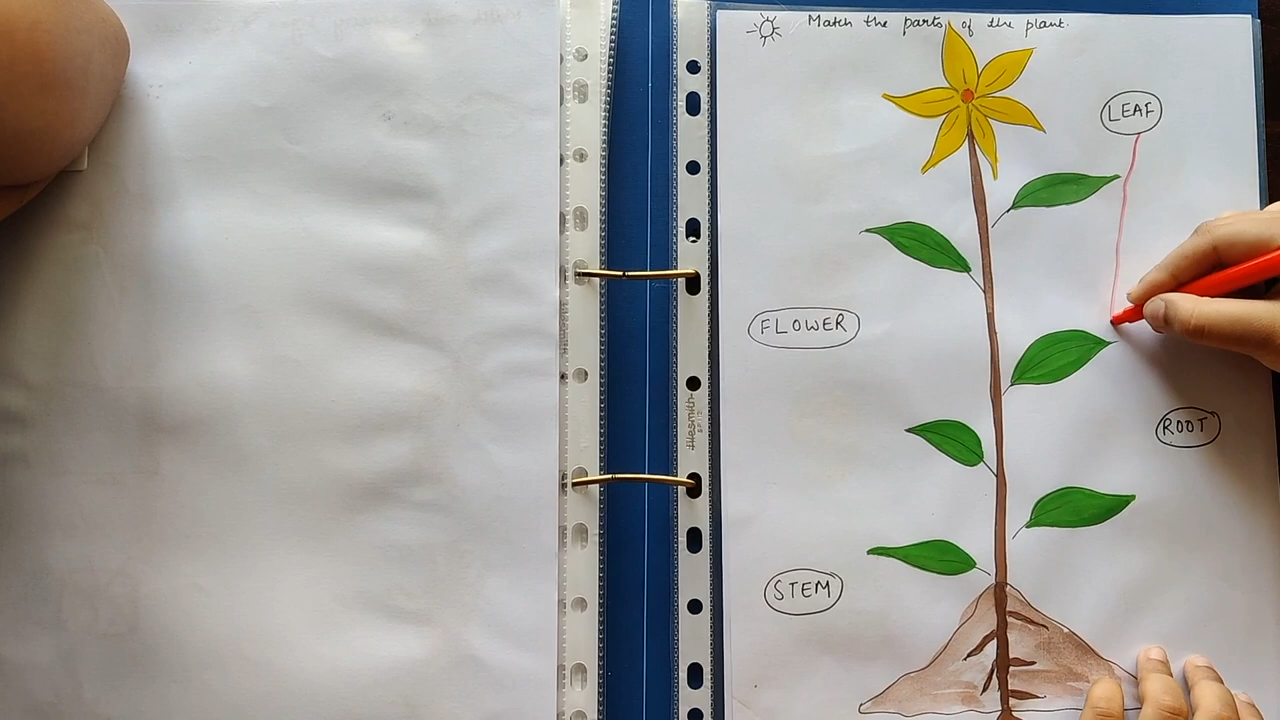 Match the parts of the plant.
LEAF
FLOWER
ROOT
STEM